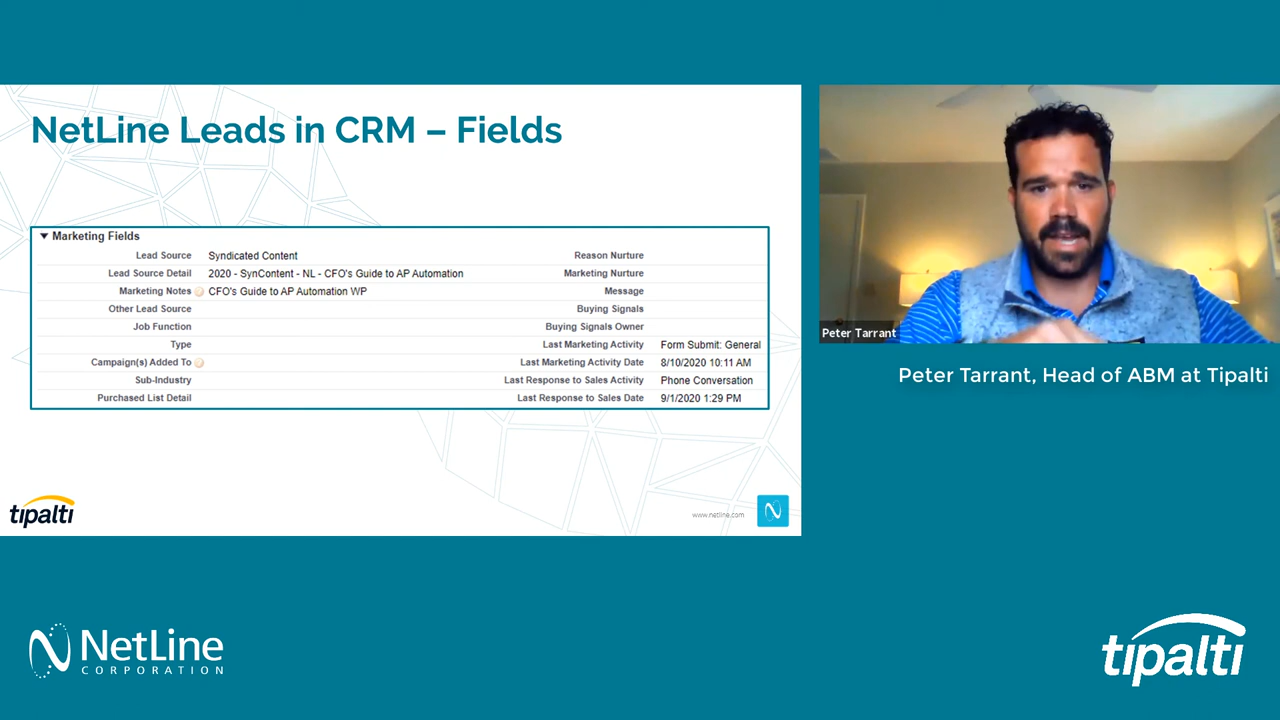 NetLine Leads in CRM – Fields
Marketing Fields
Lead Source Syndicated Content Reason Nurture
Lead Source Detail 2020 - SynContent - NL - CFO's Guide to AP Automation Marketing Nurture
Marketing Notes CFO's Guide to AP Automation WP Message
Other Lead Source Buying Signals
Job Function Buying Signals Owner
Type Last Marketing Activity Form Submit: General
Campaign(s) Added To Last Marketing Activity Date 8/10/2020 10:11 AM
Sub-Industry Last Response to Sales Activity Phone Conversation
Purchased List Detail Last Response to Sales Date 9/1/2020 1:29 PM
tipalti
www.netline.com
Peter Tarrant
Peter Tarrant, Head of ABM at Tipalti
NetLine
CORPORATION
tipalti